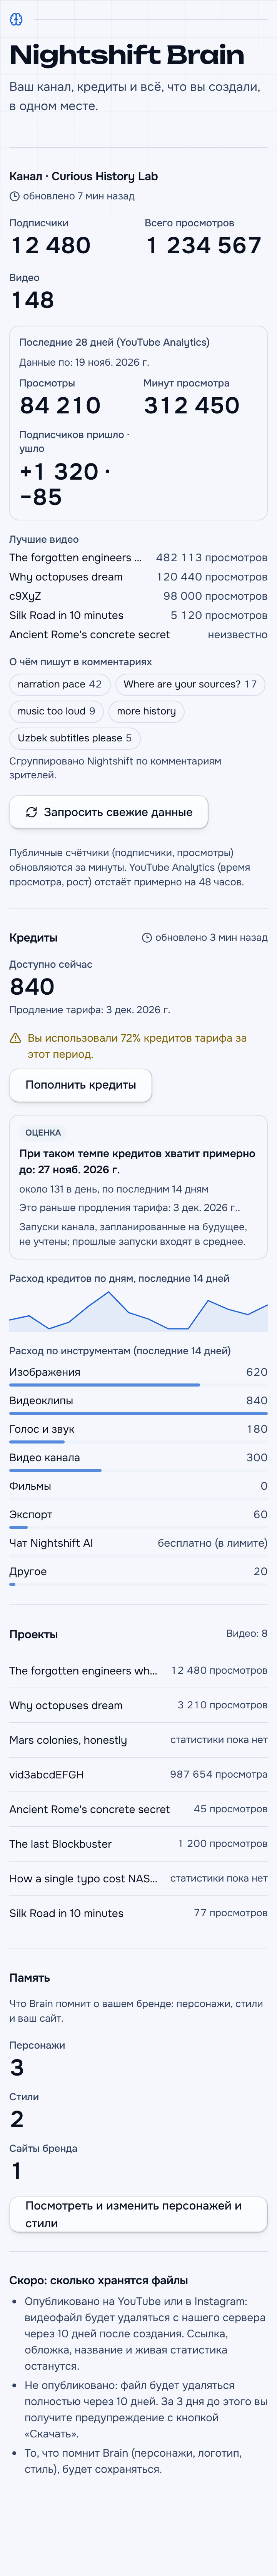 Nightshift Brain
Ваш канал, кредиты и всё, что вы создали,
в одном месте.
Канал · Curious History Lab
обновлено 7 мин назад
Подписчики
Всего просмотров
12 480
1 234 567
Видео
148
Последние 28 дней (YouTube Analytics)
Данные по: 19 нояб. 2026 г.
Просмотры
Минут просмотра
84 210
312 450
Подписчиков пришло ·
ушло
+1 320 ·
−85
Лучшие видео
The forgotten engineers ... 482 113 просмотров
Why octopuses dream 120 440 просмотров
c9XyZ 98 000 просмотров
Silk Road in 10 minutes 5 120 просмотров
Ancient Rome's concrete secret неизвестно
О чём пишут в комментариях
narration pace 42
Where are your sources? 17
music too loud 9
more history
Uzbek subtitles please 5
Сгруппировано Nightshift по комментариям
зрителей.
Запросить свежие данные
Публичные счётчики (подписчики, просмотры)
обновляются за минуты. YouTube Analytics (время
просмотра, рост) отстаёт примерно на 48 часов.
Кредиты
обновлено 3 мин назад
Доступно сейчас
840
Продление тарифа: 3 дек. 2026 г.
Вы использовали 72% кредитов тарифа за
этот период.
Пополнить кредиты
ОЦЕНКА
При таком темпе кредитов хватит примерно
до: 27 нояб. 2026 г.
около 131 в день, по последним 14 дням
Это раньше продления тарифа: 3 дек. 2026 г..
Запуски канала, запланированные на будущее,
не учтены; прошлые запуски входят в среднее.
Расход кредитов по дням, последние 14 дней
Расход по инструментам (последние 14 дней)
Изображения 620
Видеоклипы 840
Голос и звук 180
Видео канала 300
Фильмы 0
Экспорт 60
Чат Nightshift AI бесплатно (в лимите)
Другое 20
Проекты Видео: 8
The forgotten engineers wh... 12 480 просмотров
Why octopuses dream 3 210 просмотров
Mars colonies, honestly статистики пока нет
vid3abcdEFGH 987 654 просмотра
Ancient Rome's concrete secret 45 просмотров
The last Blockbuster 1 200 просмотров
How a single typo cost NAS... статистики пока нет
Silk Road in 10 minutes 77 просмотров
Память
Что Brain помнит о вашем бренде: персонажи, стили
и ваш сайт.
Персонажи
3
Стили
2
Сайты бренда
1
Посмотреть и изменить персонажей и
стили
Скоро: сколько хранятся файлы
• Опубликовано на YouTube или в Instagram:
видеофайл будет удаляться с нашего сервера
через 10 дней после создания. Ссылка,
обложка, название и живая статистика
останутся.
• Не опубликовано: файл будет удаляться
полностью через 10 дней. За 3 дня до этого вы
получите предупреждение с кнопкой
«Скачать».
• То, что помнит Brain (персонажи, логотип,
стиль), будет сохраняться.